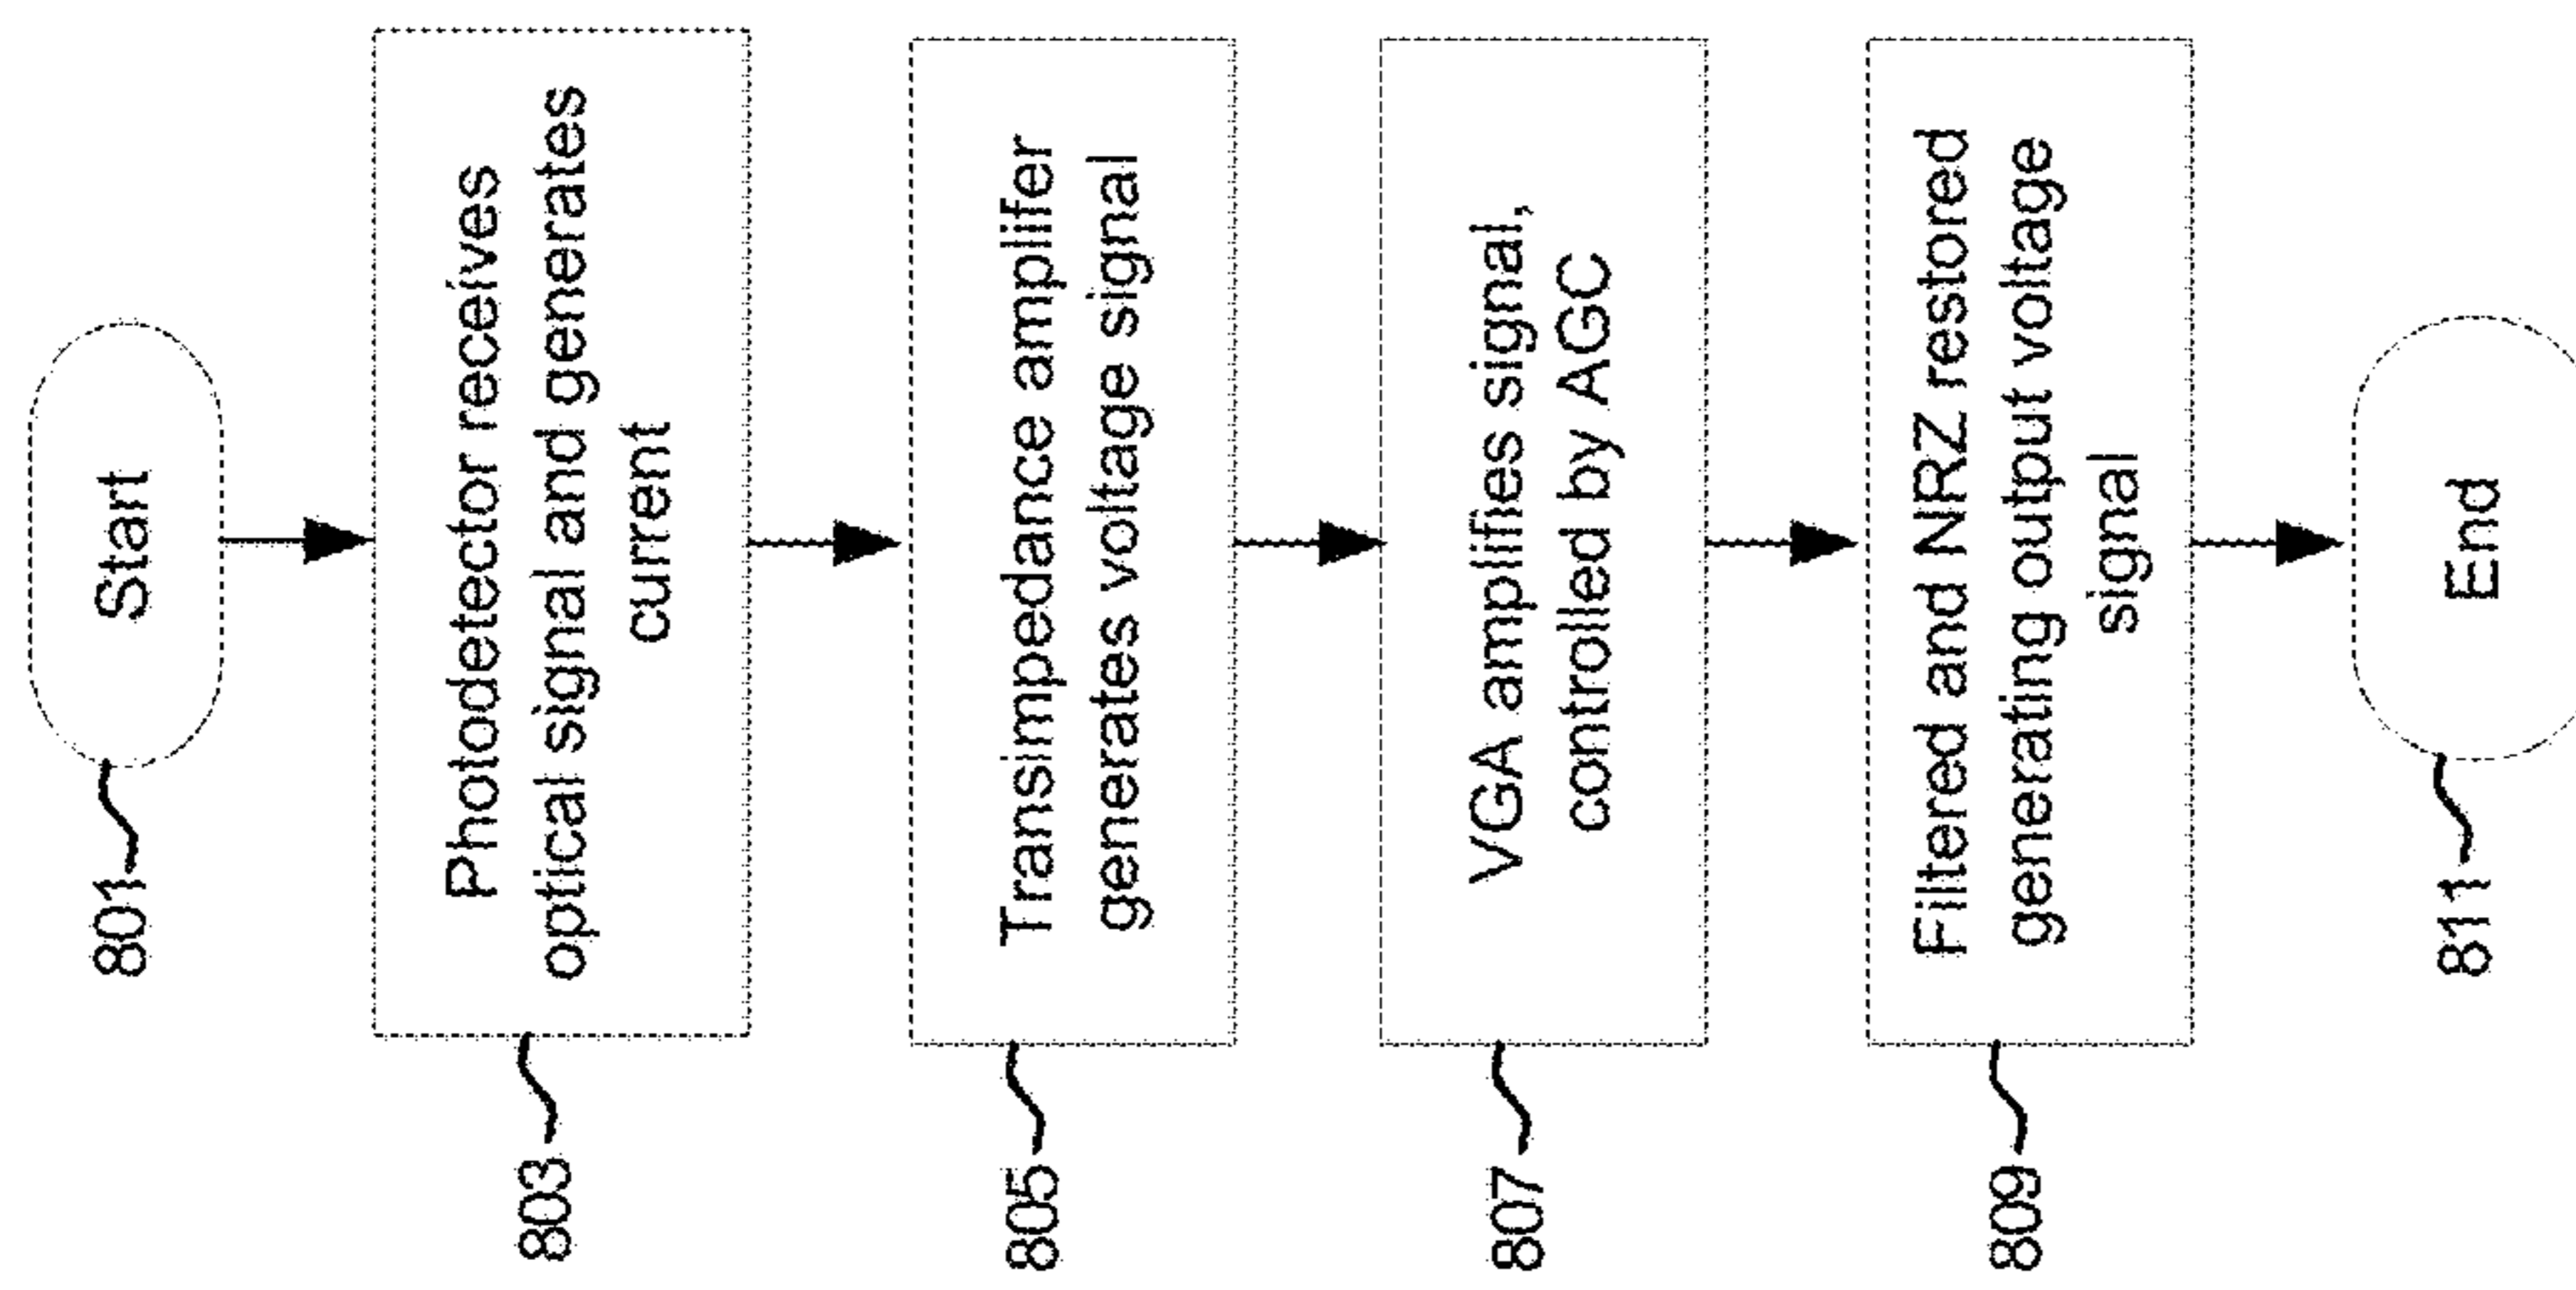 801
Start
803
Photodetector receives
optical signal and generates
current
805
Transimpedance amplifer
generates voltage signal
807
VGA amplifies signal,
controlled by AGC
809
Filtered and NRZ restored
generating output voltage
signal
811
End